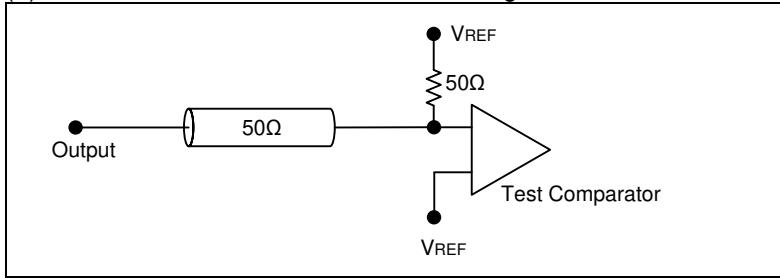 VREF
50Ω
50Ω
Output
Test Comparator
VREF